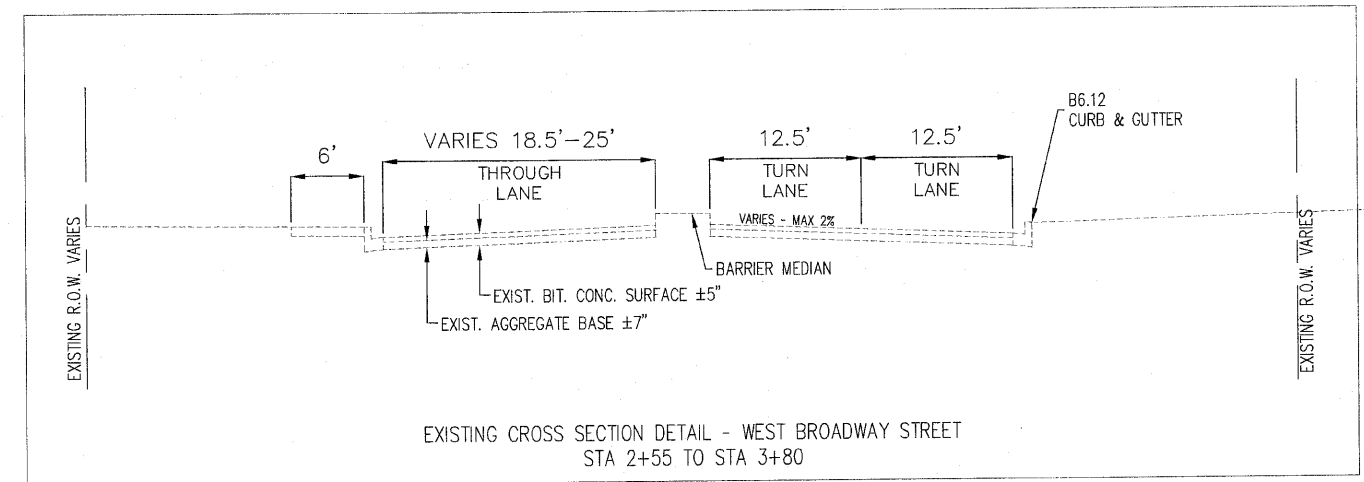 B6.12
CURB & GUTTER
6'
VARIES 18.5'-25'
THROUGH
LANE
12.5'
TURN
LANE
12.5'
TURN
LANE
VARIES - MAX 2%
BARRIER MEDIAN
EXIST. BIT. CONC. SURFACE ±5"
EXIST. AGGREGATE BASE ±7"
EXISTING R.O.W. VARIES
EXISTING R.O.W. VARIES
EXISTING CROSS SECTION DETAIL - WEST BROADWAY STREET
STA 2+55 TO STA 3+80